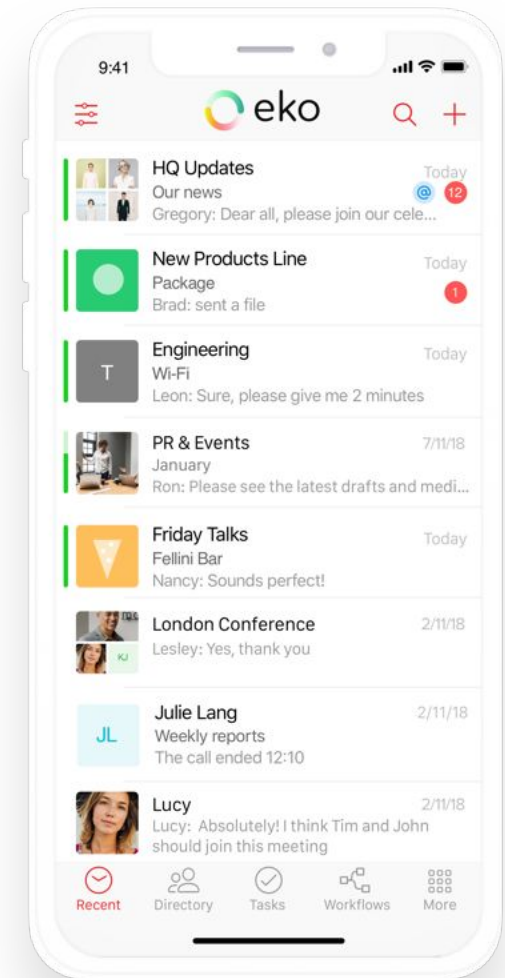 9:41
eko
HQ Updates
Today
Our news
@ 12
Gregory: Dear all, please join our cele...
New Products Line
Today
Package
1
Brad: sent a file
T
Engineering
Today
Wi-Fi
Leon: Sure, please give me 2 minutes
PR & Events
7/11/18
January
Ron: Please see the latest drafts and medi...
Friday Talks
Today
Fellini Bar
Nancy: Sounds perfect!
London Conference
2/11/18
KJ
Lesley: Yes, thank you
JL
Julie Lang
2/11/18
Weekly reports
The call ended 12:10
Lucy
2/11/18
Lucy: Absolutely! I think Tim and John
should join this meeting
Recent
Directory
Tasks
Workflows
More